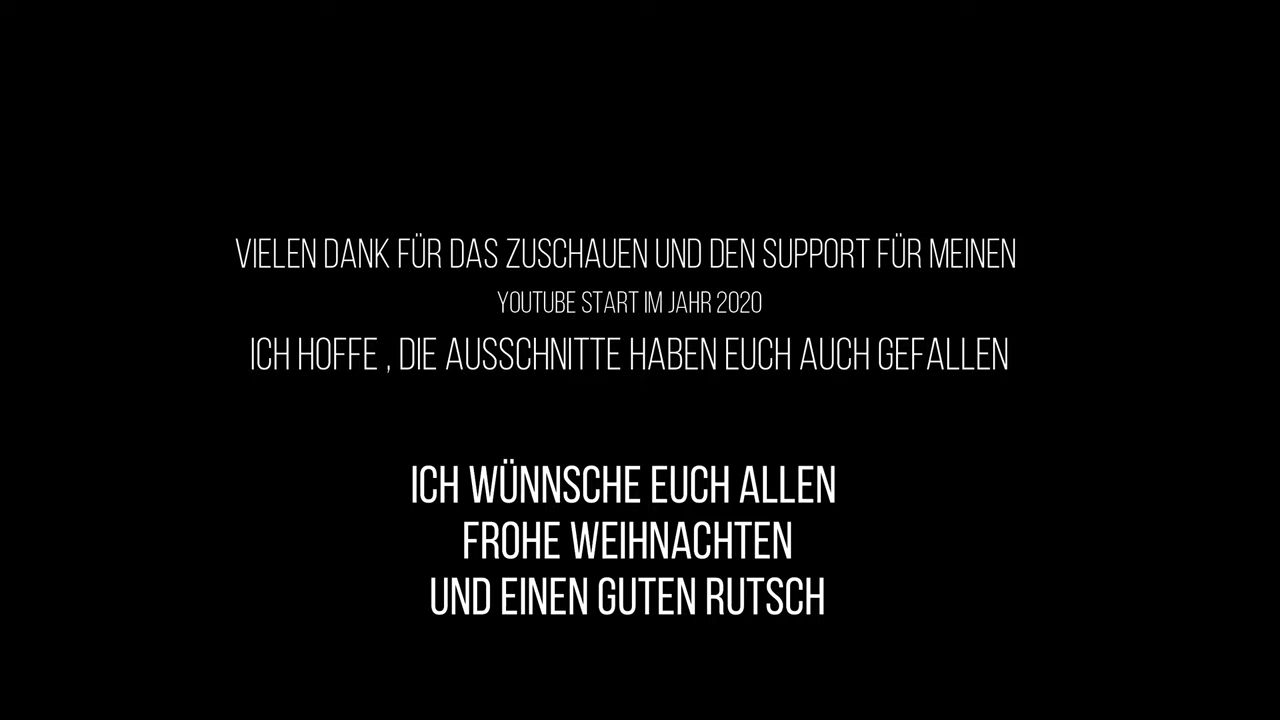 VIELEN DANK FÜR DAS ZUSCHAUEN UND DEN SUPPORT FÜR MEINEN
YOUTUBE START IM JAHR 2020
ICH HOFFE , DIE AUSSCHNITTE HABEN EUCH AUCH GEFALLEN
ICH WÜNNSCHE EUCH ALLEN
FROHE WEIHNACHTEN
UND EINEN GUTEN RUTSCH